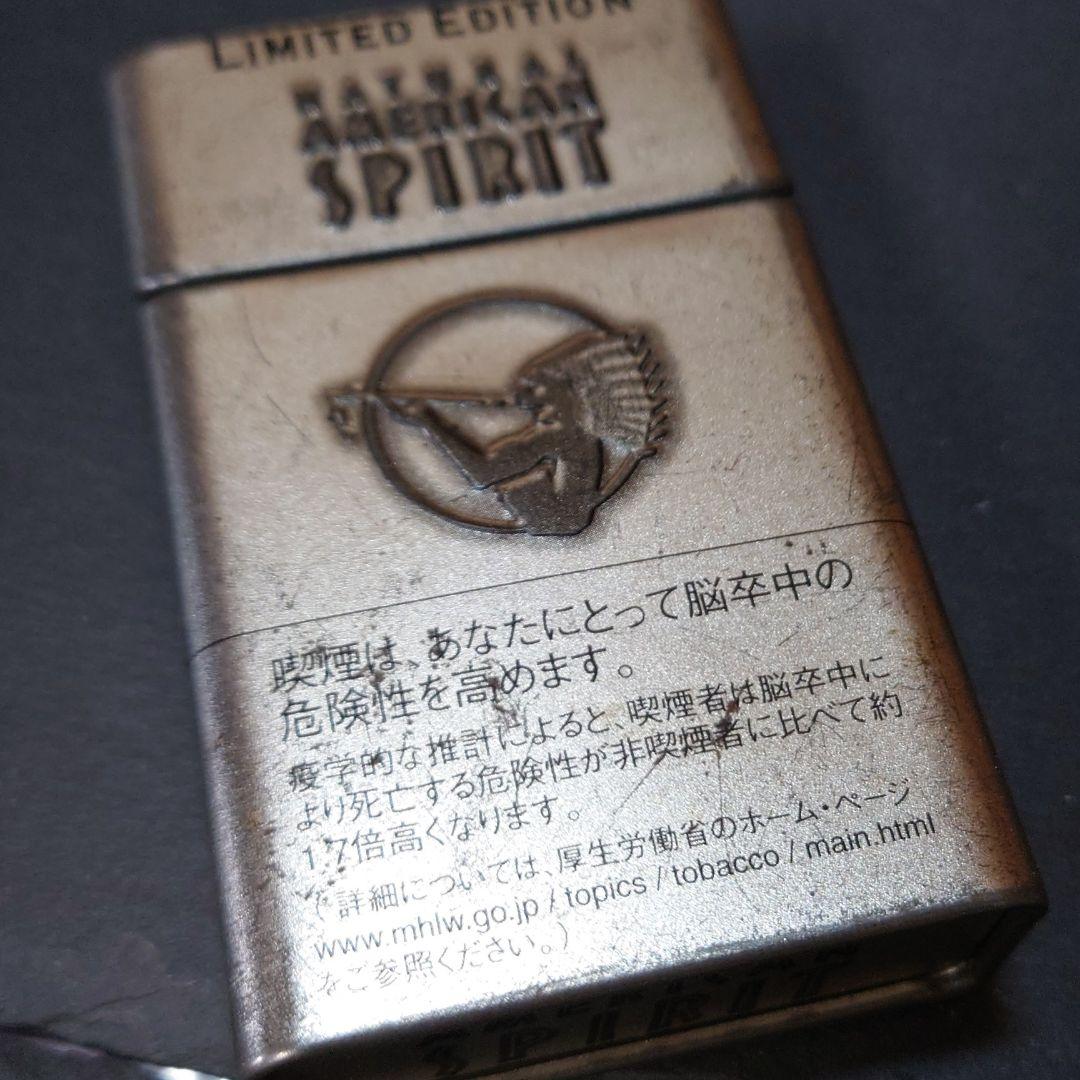 LIMITED EDITION
NATURAL
AMERICAN
SPIRIT
喫煙は、あなたにとって脳卒中の
危険性を高めます。
疫学的な推計によると、喫煙者は脳卒中に
より死亡する危険性が非喫煙者に比べて約
1.7倍高くなります。
(詳細については、厚生労働省のホーム・ページ
www.mhlw.go.jp / topics / tobacco / main.html
をご参照ください。)
AMERICAN
SPIRIT